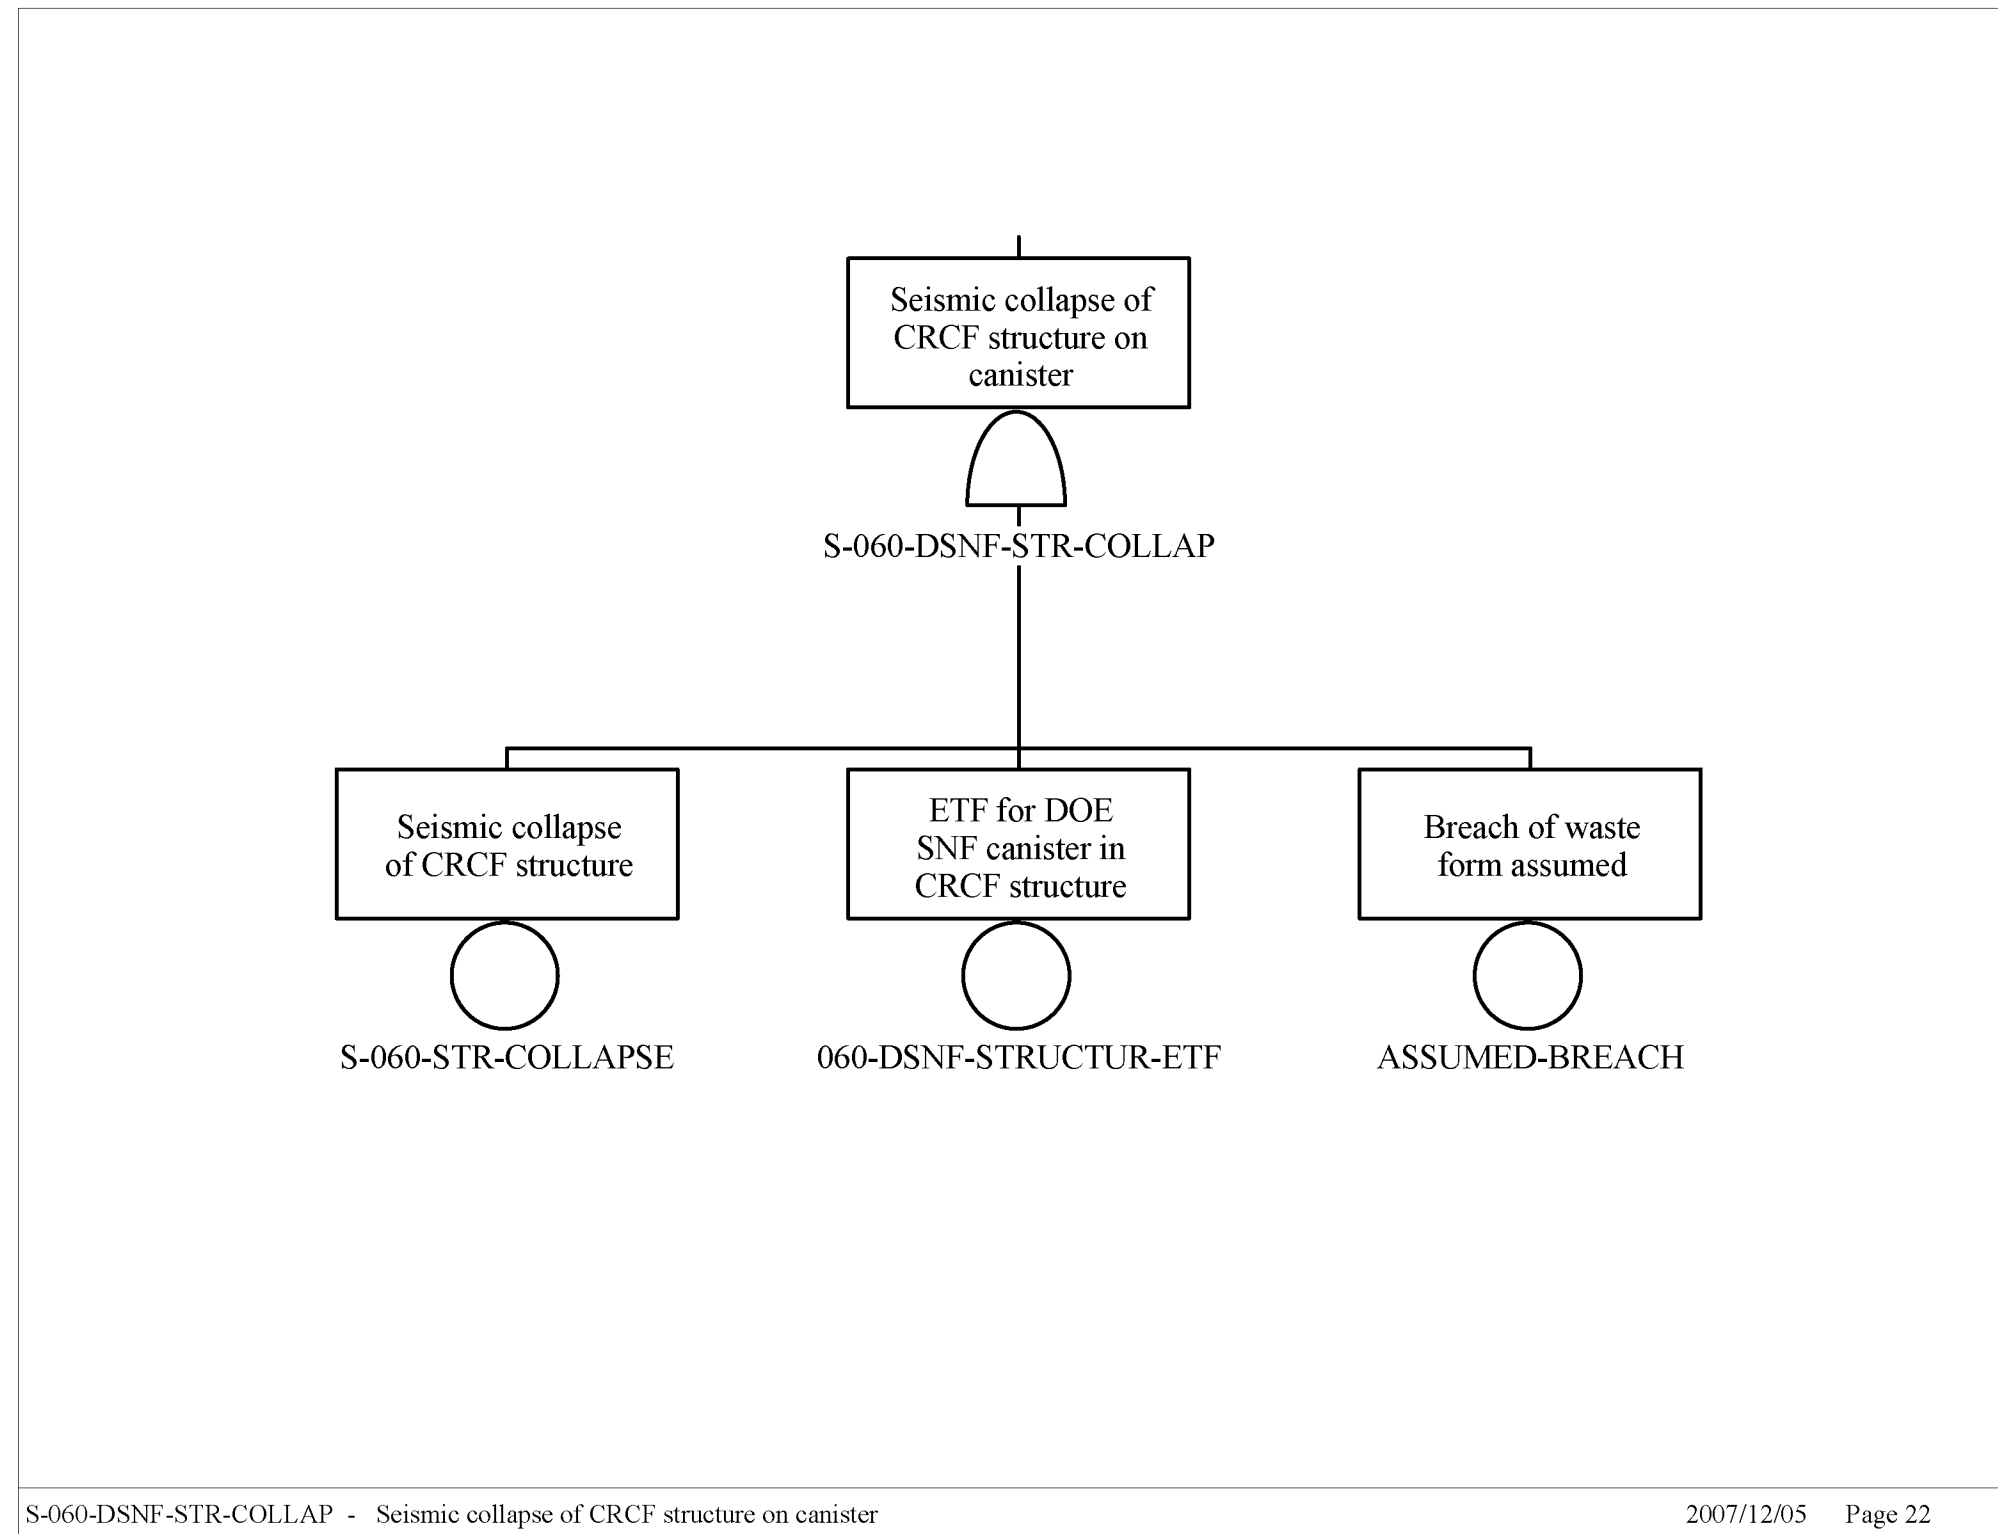 Seismic collapse of
CRCF structure on
canister
S-060-DSNF-STR-COLLAP
Seismic collapse
of CRCF structure
S-060-STR-COLLAPSE
ETF for DOE
SNF canister in
CRCF structure
060-DSNF-STRUCTUR-ETF
Breach of waste
form assumed
ASSUMED-BREACH
S-060-DSNF-STR-COLLAP - Seismic collapse of CRCF structure on canister
2007/12/05 Page 22